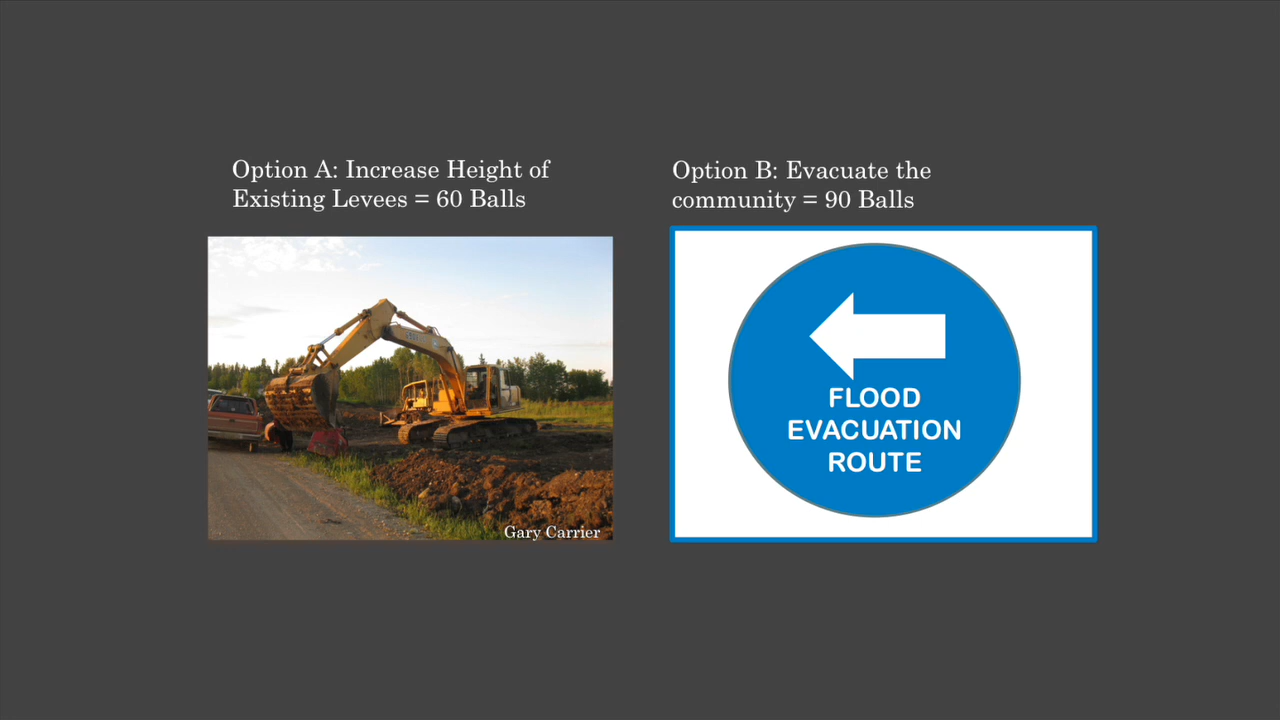 Option A: Increase Height of
Existing Levees = 60 Balls
Option B: Evacuate the
community = 90 Balls
FLOOD
EVACUATION
ROUTE
Gary Carrier